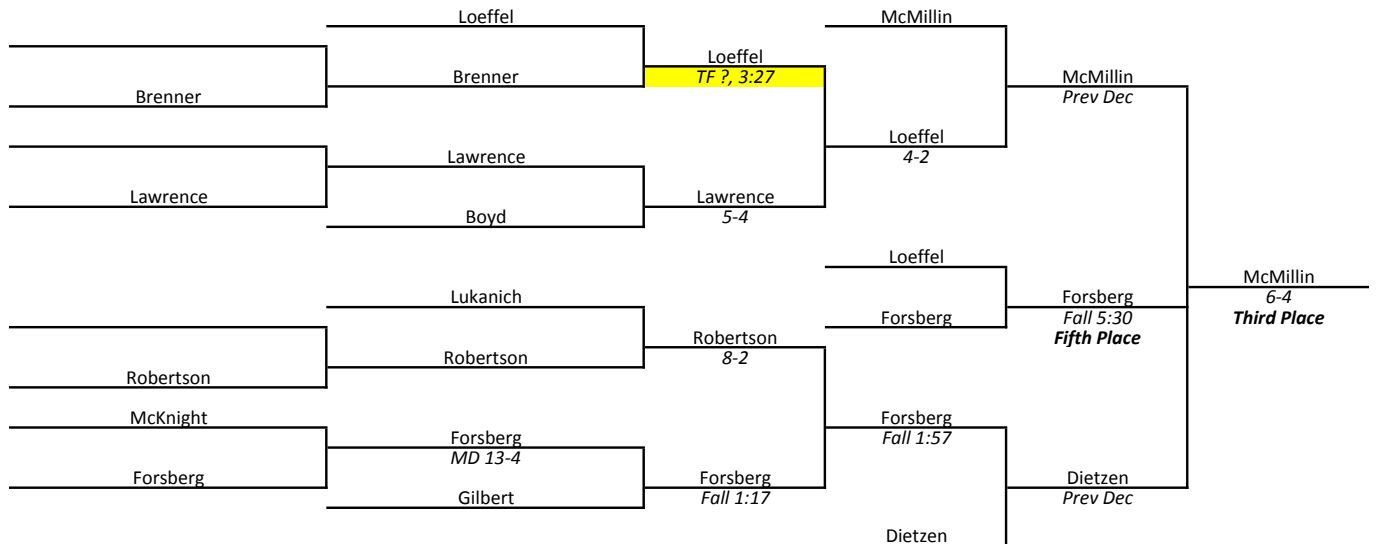 Loeffel
McMillin
Loeffel
TF ?, 3:27
Brenner
McMillin
Prev Dec
Brenner
Loeffel
4-2
Lawrence
Lawrence
Lawrence
5-4
Boyd
Loeffel
McMillin
6-4
Third Place
Lukanich
Forsberg
Fall 5:30
Fifth Place
Forsberg
Robertson
8-2
Robertson
Robertson
McKnight
Forsberg
Fall 1:57
Forsberg
MD 13-4
Forsberg
Forsberg
Fall 1:17
Dietzen
Prev Dec
Gilbert
Dietzen